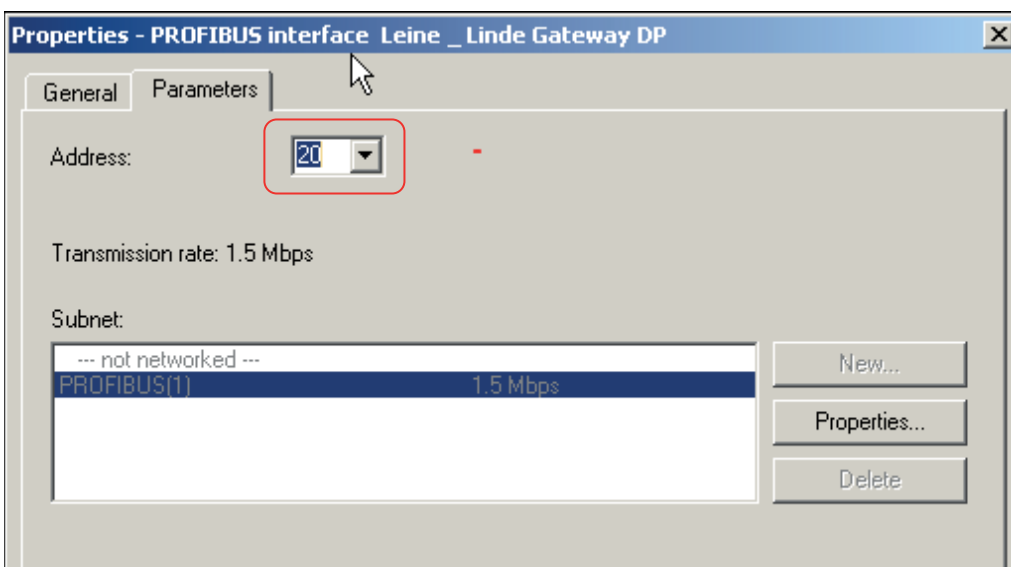 Properties - PROFIBUS interface Leine _ Linde Gateway DP
General Parameters
Address: 20
Transmission rate: 1.5 Mbps
Subnet:
--- not networked ---
PROFIBUS(1) 1.5 Mbps
New...
Properties...
Delete